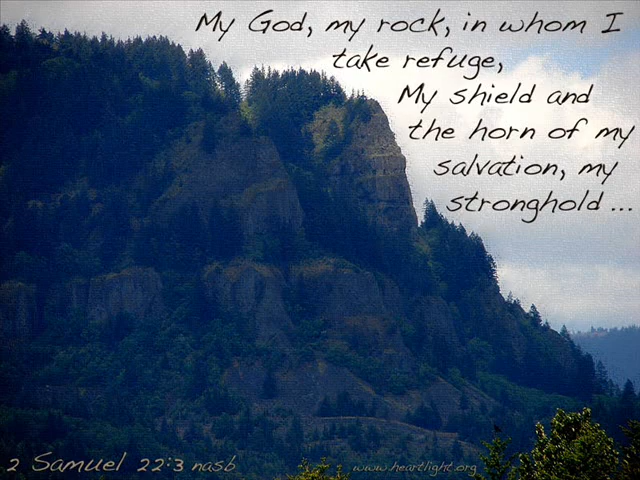 My God, my rock, in whom I
take refuge,
My shield and
the horn of my
salvation, my
stronghold ...
2 Samuel 22:3 nasb
www.heartlight.org